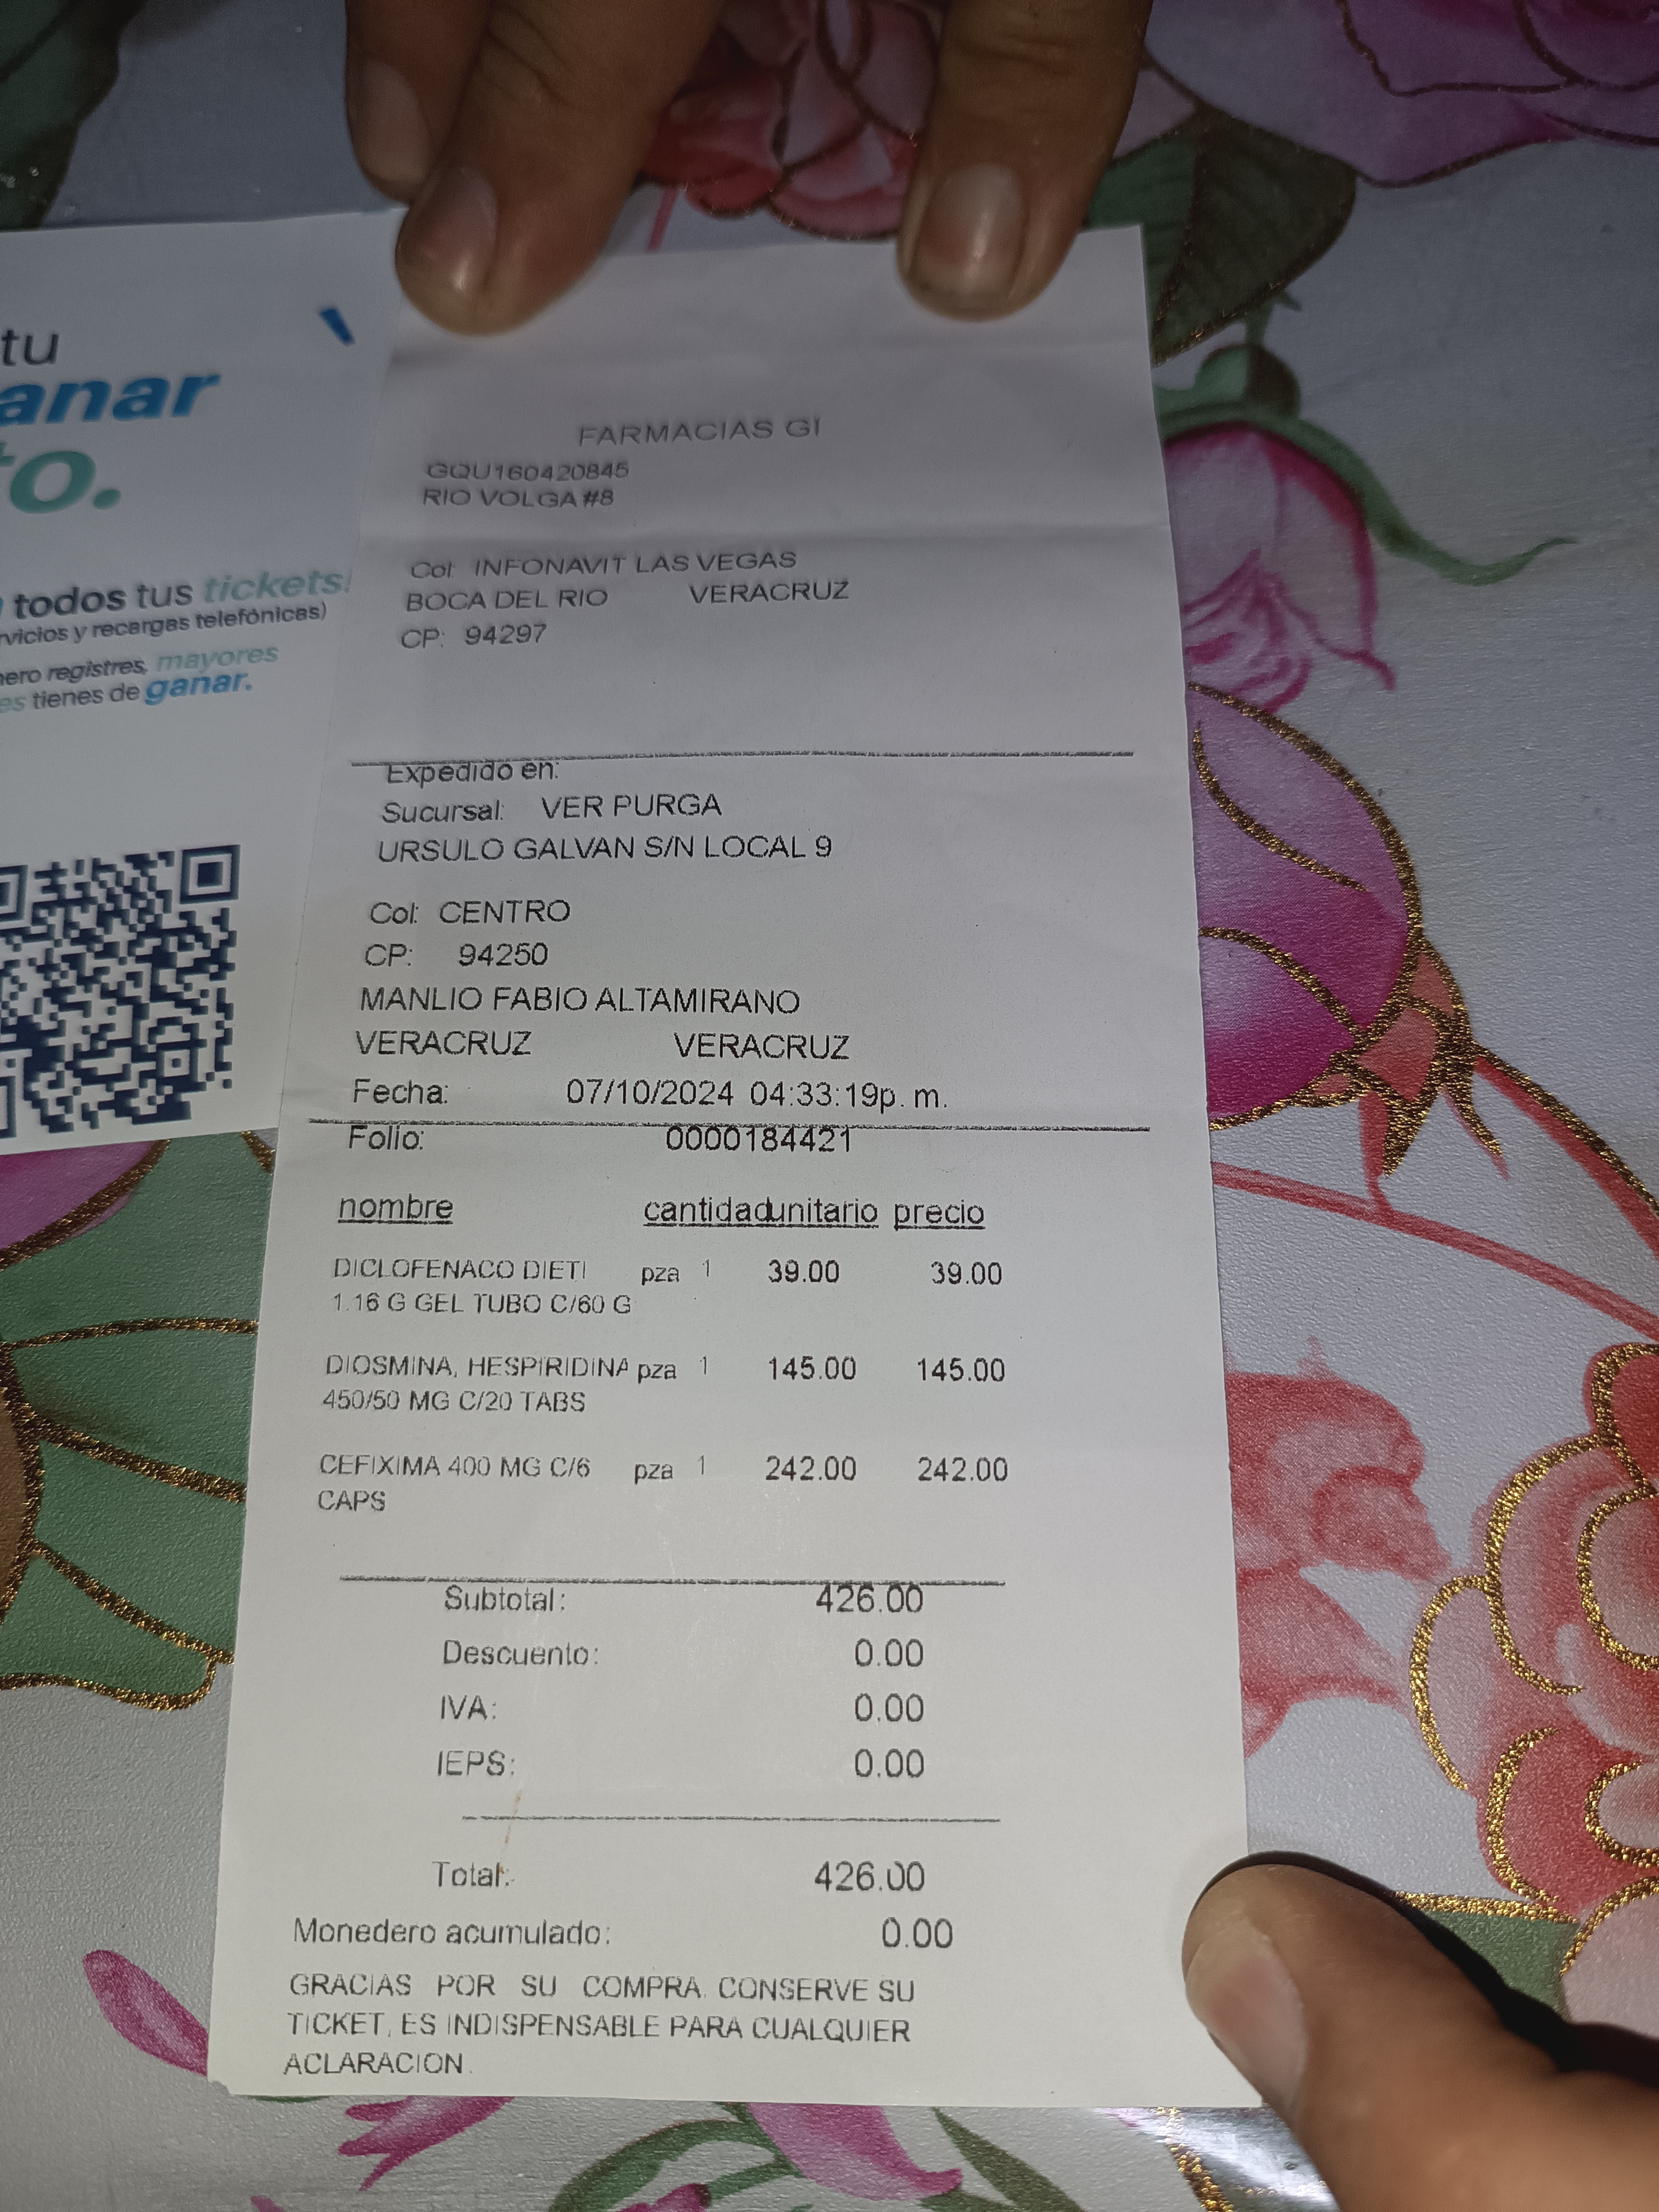 tu
anar
o.
todos tus tickets!
rvicios y recargas telefónicas)
registres, mayores
es tienes de ganar.
FARMACIAS GI
GQU160420845
RIO VOLGA #8
Col: INFONAVIT LAS VEGAS
BOCA DEL RIO VERACRUZ
CP: 94297
Expedido en:
Sucursal: VER PURGA
URSULO GALVAN S/N LOCAL 9
Col: CENTRO
CP: 94250
MANLIO FABIO ALTAMIRANO
VERACRUZ VERACRUZ
Fecha: 07/10/2024 04:33:19p. m.
Folio: 0000184421
nombre cantidad unitario precio
DICLOFENACO DIETI pza 1 39.00 39.00
1.16 G GEL TUBO C/60 G
DIOSMINA, HESPIRIDINA pza 1 145.00 145.00
450/50 MG C/20 TABS
CEFIXIMA 400 MG C/6 pza 1 242.00 242.00
CAPS
Subtotal: 426.00
Descuento: 0.00
IVA: 0.00
IEPS: 0.00
Total: 426.00
Monedero acumulado: 0.00
GRACIAS POR SU COMPRA. CONSERVE SU
TICKET, ES INDISPENSABLE PARA CUALQUIER
ACLARACION.